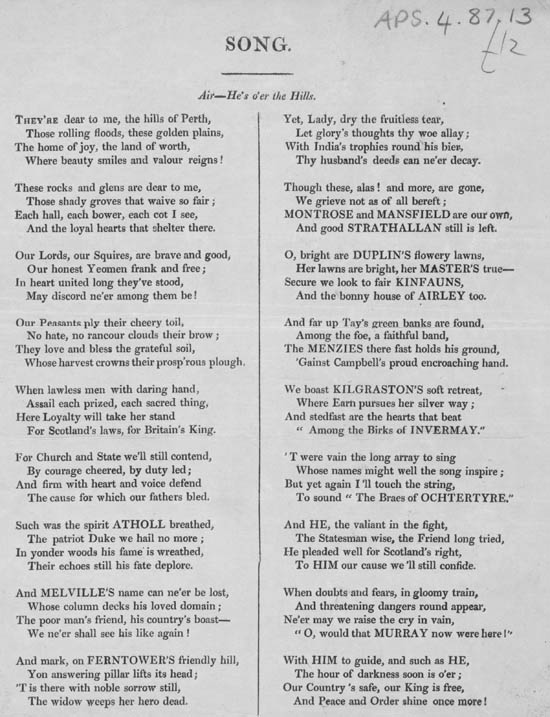 APS. 4. 87. 13
12
SONG.
Air—He's o'er the Hills.
THEY'RE dear to me, the hills of Perth,
Those rolling floods, these golden plains,
The home of joy, the land of worth,
Where beauty smiles and valour reigns!
These rocks and glens are dear to me,
Those shady groves that waive so fair;
Each hall, each bower, each cot I see,
And the loyal hearts that shelter there.
Our Lords, our Squires, are brave and good,
Our honest Yeomen frank and free;
In heart united long they've stood,
May discord ne'er among them be!
Our Peasants ply their cheery toil,
No hate, no rancour clouds their brow;
They love and bless the grateful soil,
Whose harvest crowns their prosp'rous plough.
When lawless men with daring hand,
Assail each prized, each sacred thing,
Here Loyalty will take her stand
For Scotland's laws, for Britain's King.
For Church and State we'll still contend,
By courage cheered, by duty led;
And firm with heart and voice defend
The cause for which our fathers bled.
Such was the spirit ATHOLL breathed,
The patriot Duke we hail no more;
In yonder woods his fame is wreathed,
Their echoes still his fate deplore.
And MELVILLE'S name can ne'er be lost,
Whose column decks his loved domain;
The poor man's friend, his country's boast—
We ne'er shall see his like again!
And mark, on FERNTOWER'S friendly hill,
Yon answering pillar lifts its head;
'T is there with noble sorrow still,
The widow weeps her hero dead.
Yet, Lady, dry the fruitless tear,
Let glory's thoughts thy woe allay;
With India's trophies round his bier,
Thy husband's deeds can ne'er decay.
Though these, alas! and more, are gone,
We grieve not as of all bereft;
MONTROSE and MANSFIELD are our own,
And good STRATHALLAN still is left.
O, bright are DUPLIN'S flowery lawns,
Her lawns are bright, her MASTER'S true—
Secure we look to fair KINFAUNS,
And the bonny house of AIRLEY too.
And far up Tay's green banks are found,
Among the foe, a faithful band,
The MENZIES there fast holds his ground,
'Gainst Campbell's proud encroaching hand.
We boast KILGRASTON'S soft retreat,
Where Earn pursues her silver way;
And stedfast are the hearts that beat
" Among the Birks of INVERMAY."
'T were vain the long array to sing
Whose names might well the song inspire;
But yet again I'll touch the string,
To sound " The Braes of OCHTERTYRE."
And HE, the valiant in the fight,
The Statesman wise, the Friend long tried,
He pleaded well for Scotland's right,
To HIM our cause we'll still confide.
When doubts and fears, in gloomy train,
And threatening dangers round appear,
Ne'er may we raise the cry in vain,
" O, would that MURRAY now were here!"
With HIM to guide, and such as HE,
The hour of darkness soon is o'er;
Our Country's safe, our King is free,
And Peace and Order shine once more!